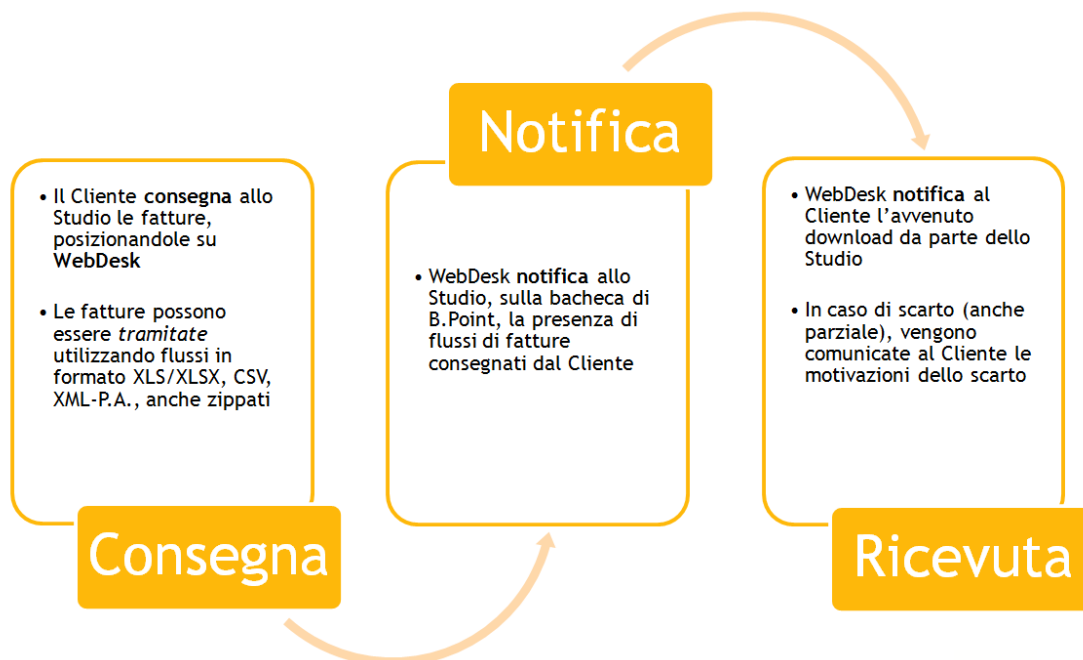 • Il Cliente consegna allo
Studio le fatture,
posizionandole su
WebDesk
• Le fatture possono
essere tramitate
utilizzando flussi in
formato XLS/XLSX, CSV,
XML-P.A., anche zippati
Consegna
Notifica
• WebDesk notifica allo
Studio, sulla bacheca di
B.Point, la presenza di
flussi di fatture
consegnati dal Cliente
• WebDesk notifica al
Cliente l’avvenuto
download da parte dello
Studio
• In caso di scarto (anche
parziale), vengono
comunicate al Cliente le
motivazioni dello scarto
Ricevuta